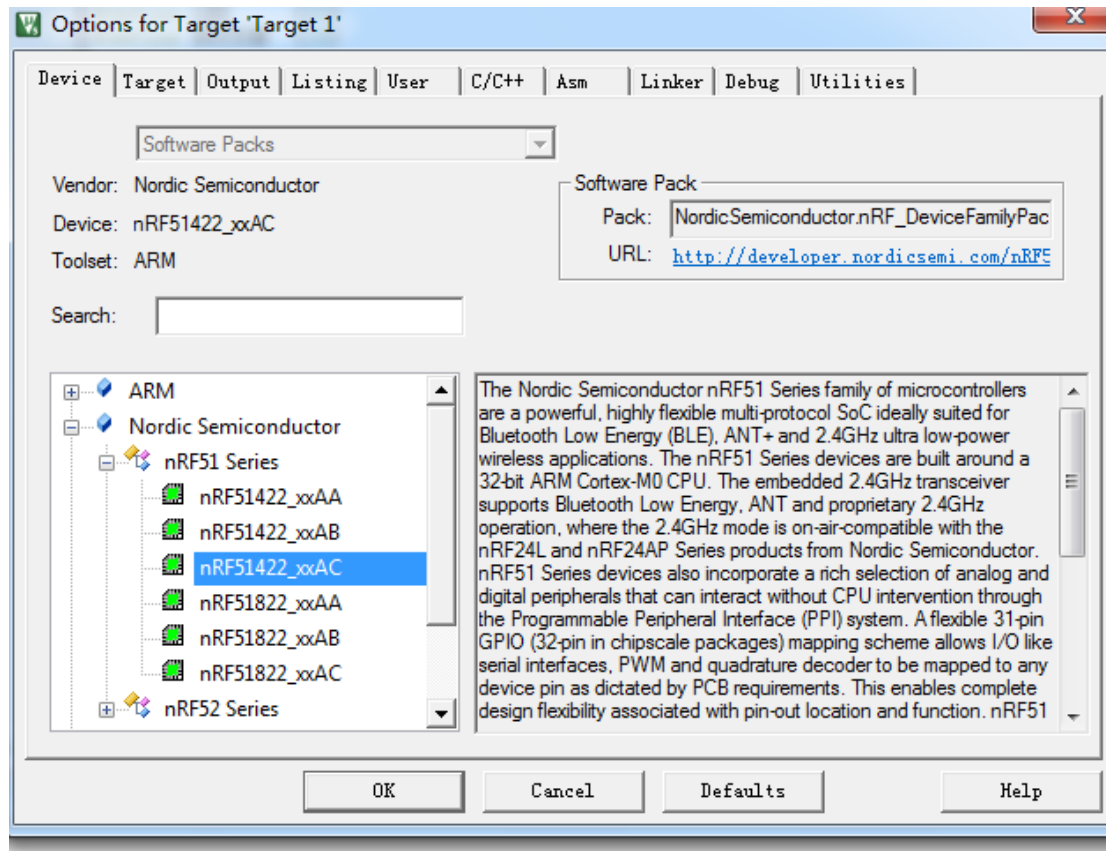 Options for Target 'Target 1'
Device Target Output Listing User C/C++ Asm Linker Debug Utilities
Software Packs
Vendor: Nordic Semiconductor
Device: nRF51422_xxAC
Toolset: ARM
Search:
Software Pack
Pack: NordicSemiconductor.nRF_DeviceFamilyPac
URL: http://developer.nordicsemi.com/nRF5
ARM
Nordic Semiconductor
nRF51 Series
nRF51422_xxAA
nRF51422_xxAB
nRF51422_xxAC
nRF51822_xxAA
nRF51822_xxAB
nRF51822_xxAC
nRF52 Series
The Nordic Semiconductor nRF51 Series family of microcontrollers
are a powerful, highly flexible multi-protocol SoC ideally suited for
Bluetooth Low Energy (BLE), ANT+ and 2.4GHz ultra low-power
wireless applications. The nRF51 Series devices are built around a
32-bit ARM Cortex-M0 CPU. The embedded 2.4GHz transceiver
supports Bluetooth Low Energy, ANT and proprietary 2.4GHz
operation, where the 2.4GHz mode is on-air-compatible with the
nRF24L and nRF24AP Series products from Nordic Semiconductor.
nRF51 Series devices also incorporate a rich selection of analog and
digital peripherals that can interact without CPU intervention through
the Programmable Peripheral Interface (PPI) system. A flexible 31-pin
GPIO (32-pin in chipscale packages) mapping scheme allows I/O like
serial interfaces, PWM and quadrature decoder to be mapped to any
device pin as dictated by PCB requirements. This enables complete
design flexibility associated with pin-out location and function. nRF51
OK Cancel Defaults Help